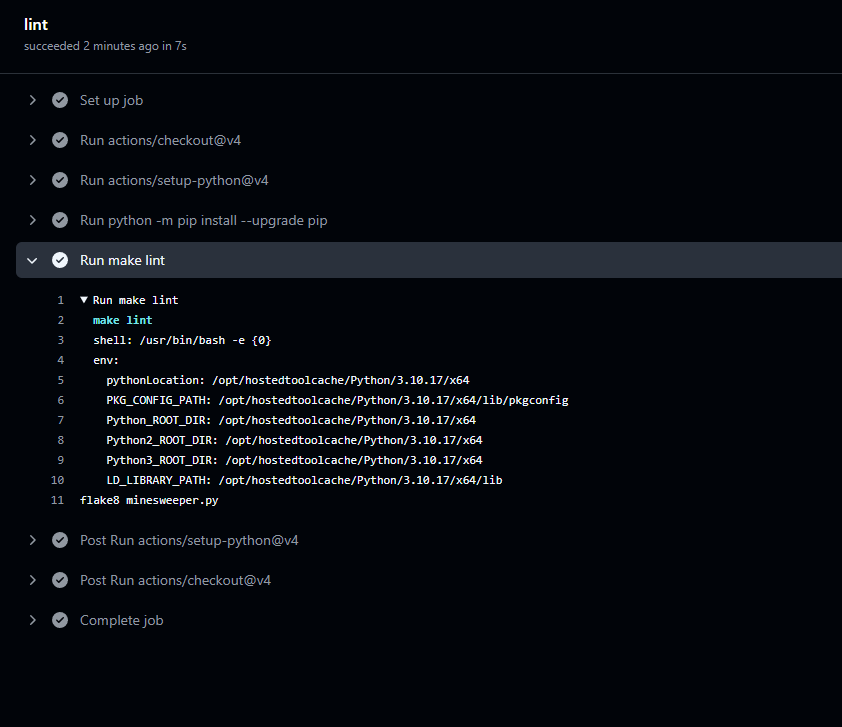 lint
succeeded 2 minutes ago in 7s
Set up job
Run actions/checkout@v4
Run actions/setup-python@v4
Run python -m pip install --upgrade pip
Run make lint
1 ▼ Run make lint
2 make lint
3 shell: /usr/bin/bash -e {0}
4 env:
5 pythonLocation: /opt/hostedtoolcache/Python/3.10.17/x64
6 PKG_CONFIG_PATH: /opt/hostedtoolcache/Python/3.10.17/x64/lib/pkgconfig
7 Python_ROOT_DIR: /opt/hostedtoolcache/Python/3.10.17/x64
8 Python2_ROOT_DIR: /opt/hostedtoolcache/Python/3.10.17/x64
9 Python3_ROOT_DIR: /opt/hostedtoolcache/Python/3.10.17/x64
10 LD_LIBRARY_PATH: /opt/hostedtoolcache/Python/3.10.17/x64/lib
11 flake8 minesweeper.py
Post Run actions/setup-python@v4
Post Run actions/checkout@v4
Complete job